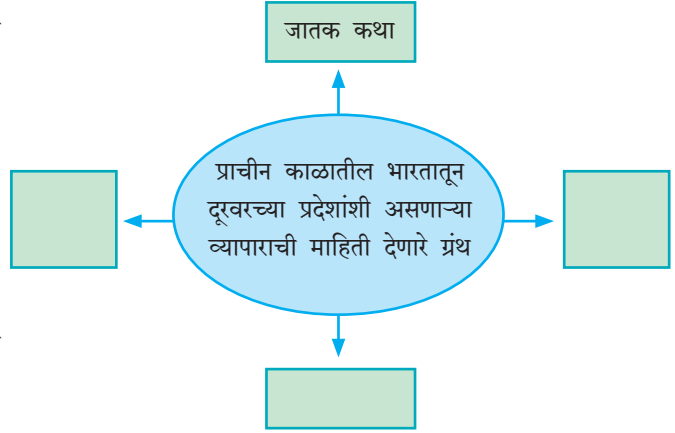 जातक कथा
प्राचीन काळातील भारतातून
दूरवरच्या प्रदेशांशी असणाऱ्या
व्यापाराची माहिती देणारे ग्रंथ